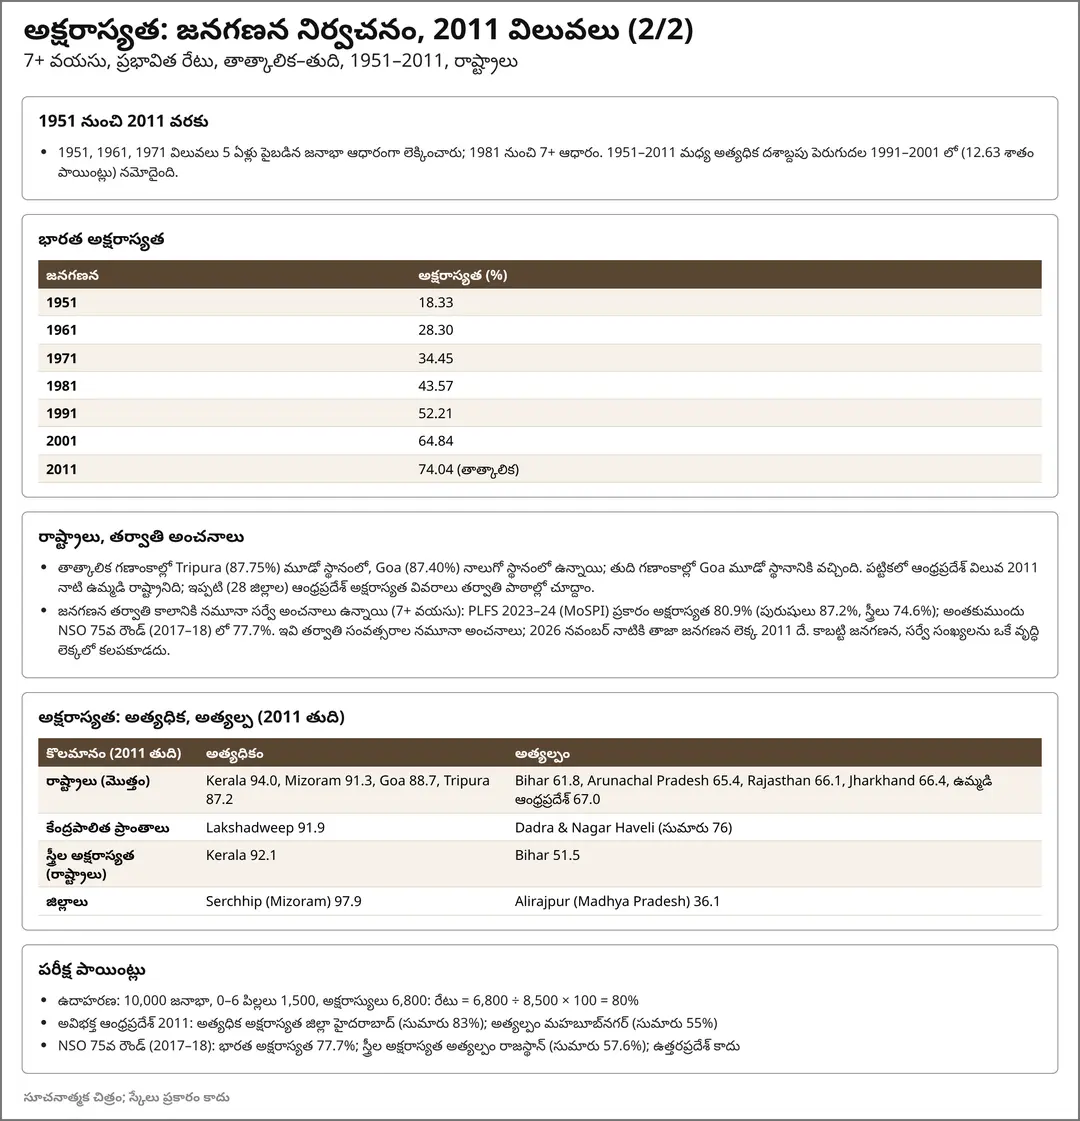 అక్షరాస్యత: జనగణన నిర్వచనం, 2011 విలువలు (2/2)
7+ వయసు, ప్రభావిత రేటు, తాత్కాలిక–తుది, 1951–2011, రాష్ట్రాలు
1951 నుంచి 2011 వరకు
• 1951, 1961, 1971 విలువలు 5 ఏళ్లు పైబడిన జనాభా ఆధారంగా లెక్కించారు; 1981 నుంచి 7+ ఆధారం. 1951–2011 మధ్య అత్యధిక దశాబ్దపు పెరుగుదల 1991–2001 లో (12.63 శాతం
పాయింట్లు) నమోదైంది.
భారత అక్షరాస్యత
జనగణన అక్షరాస్యత (%)
1951 18.33
1961 28.30
1971 34.45
1981 43.57
1991 52.21
2001 64.84
2011 74.04 (తాత్కాలిక)
రాష్ట్రాలు, తర్వాతి అంచనాలు
• తాత్కాలిక గణాంకాల్లో Tripura (87.75%) మూడో స్థానంలో, Goa (87.40%) నాలుగో స్థానంలో ఉన్నాయి; తుది గణాంకాల్లో Goa మూడో స్థానానికి వచ్చింది. పట్టికలో ఆంధ్రప్రదేశ్ విలువ 2011
నాటి ఉమ్మడి రాష్ట్రానిది; ఇప్పటి (28 జిల్లాల) ఆంధ్రప్రదేశ్ అక్షరాస్యత వివరాలు తర్వాతి పాఠాల్లో చూద్దాం.
• జనగణన తర్వాతి కాలానికి నమూనా సర్వే అంచనాలు ఉన్నాయి (7+ వయసు): PLFS 2023–24 (MoSPI) ప్రకారం అక్షరాస్యత 80.9% (పురుషులు 87.2%, స్త్రీలు 74.6%); అంతకుముందు
NSO 75వ రౌండ్ (2017–18) లో 77.7%. ఇవి తర్వాతి సంవత్సరాల నమూనా అంచనాలు; 2026 నవంబర్ నాటికి తాజా జనగణన లెక్క 2011 దే. కాబట్టి జనగణన, సర్వే సంఖ్యలను ఒకే వృద్ధి
లెక్కలో కలపకూడదు.
అక్షరాస్యత: అత్యధిక, అత్యల్ప (2011 తుది)
కొలమానం (2011 తుది) అత్యధికం అత్యల్పం
రాష్ట్రాలు (మొత్తం) Kerala 94.0, Mizoram 91.3, Goa 88.7, Tripura Bihar 61.8, Arunachal Pradesh 65.4, Rajasthan 66.1, Jharkhand 66.4, ఉమ్మడి
87.2 ఆంధ్రప్రదేశ్ 67.0
కేంద్రపాలిత ప్రాంతాలు Lakshadweep 91.9 Dadra & Nagar Haveli (సుమారు 76)
స్త్రీల అక్షరాస్యత Kerala 92.1 Bihar 51.5
(రాష్ట్రాలు)
జిల్లాలు Serchhip (Mizoram) 97.9 Alirajpur (Madhya Pradesh) 36.1
పరీక్ష పాయింట్లు
• ఉదాహరణ: 10,000 జనాభా, 0–6 పిల్లలు 1,500, అక్షరాస్యులు 6,800: రేటు = 6,800 ÷ 8,500 × 100 = 80%
• అవిభక్త ఆంధ్రప్రదేశ్ 2011: అత్యధిక అక్షరాస్యత జిల్లా హైదరాబాద్ (సుమారు 83%); అత్యల్పం మహబూబ్‌నగర్ (సుమారు 55%)
• NSO 75వ రౌండ్ (2017–18): భారత అక్షరాస్యత 77.7%; స్త్రీల అక్షరాస్యత అత్యల్పం రాజస్థాన్ (సుమారు 57.6%); ఉత్తరప్రదేశ్ కాదు
సూచనాత్మక చిత్రం; స్కేలు ప్రకారం కాదు